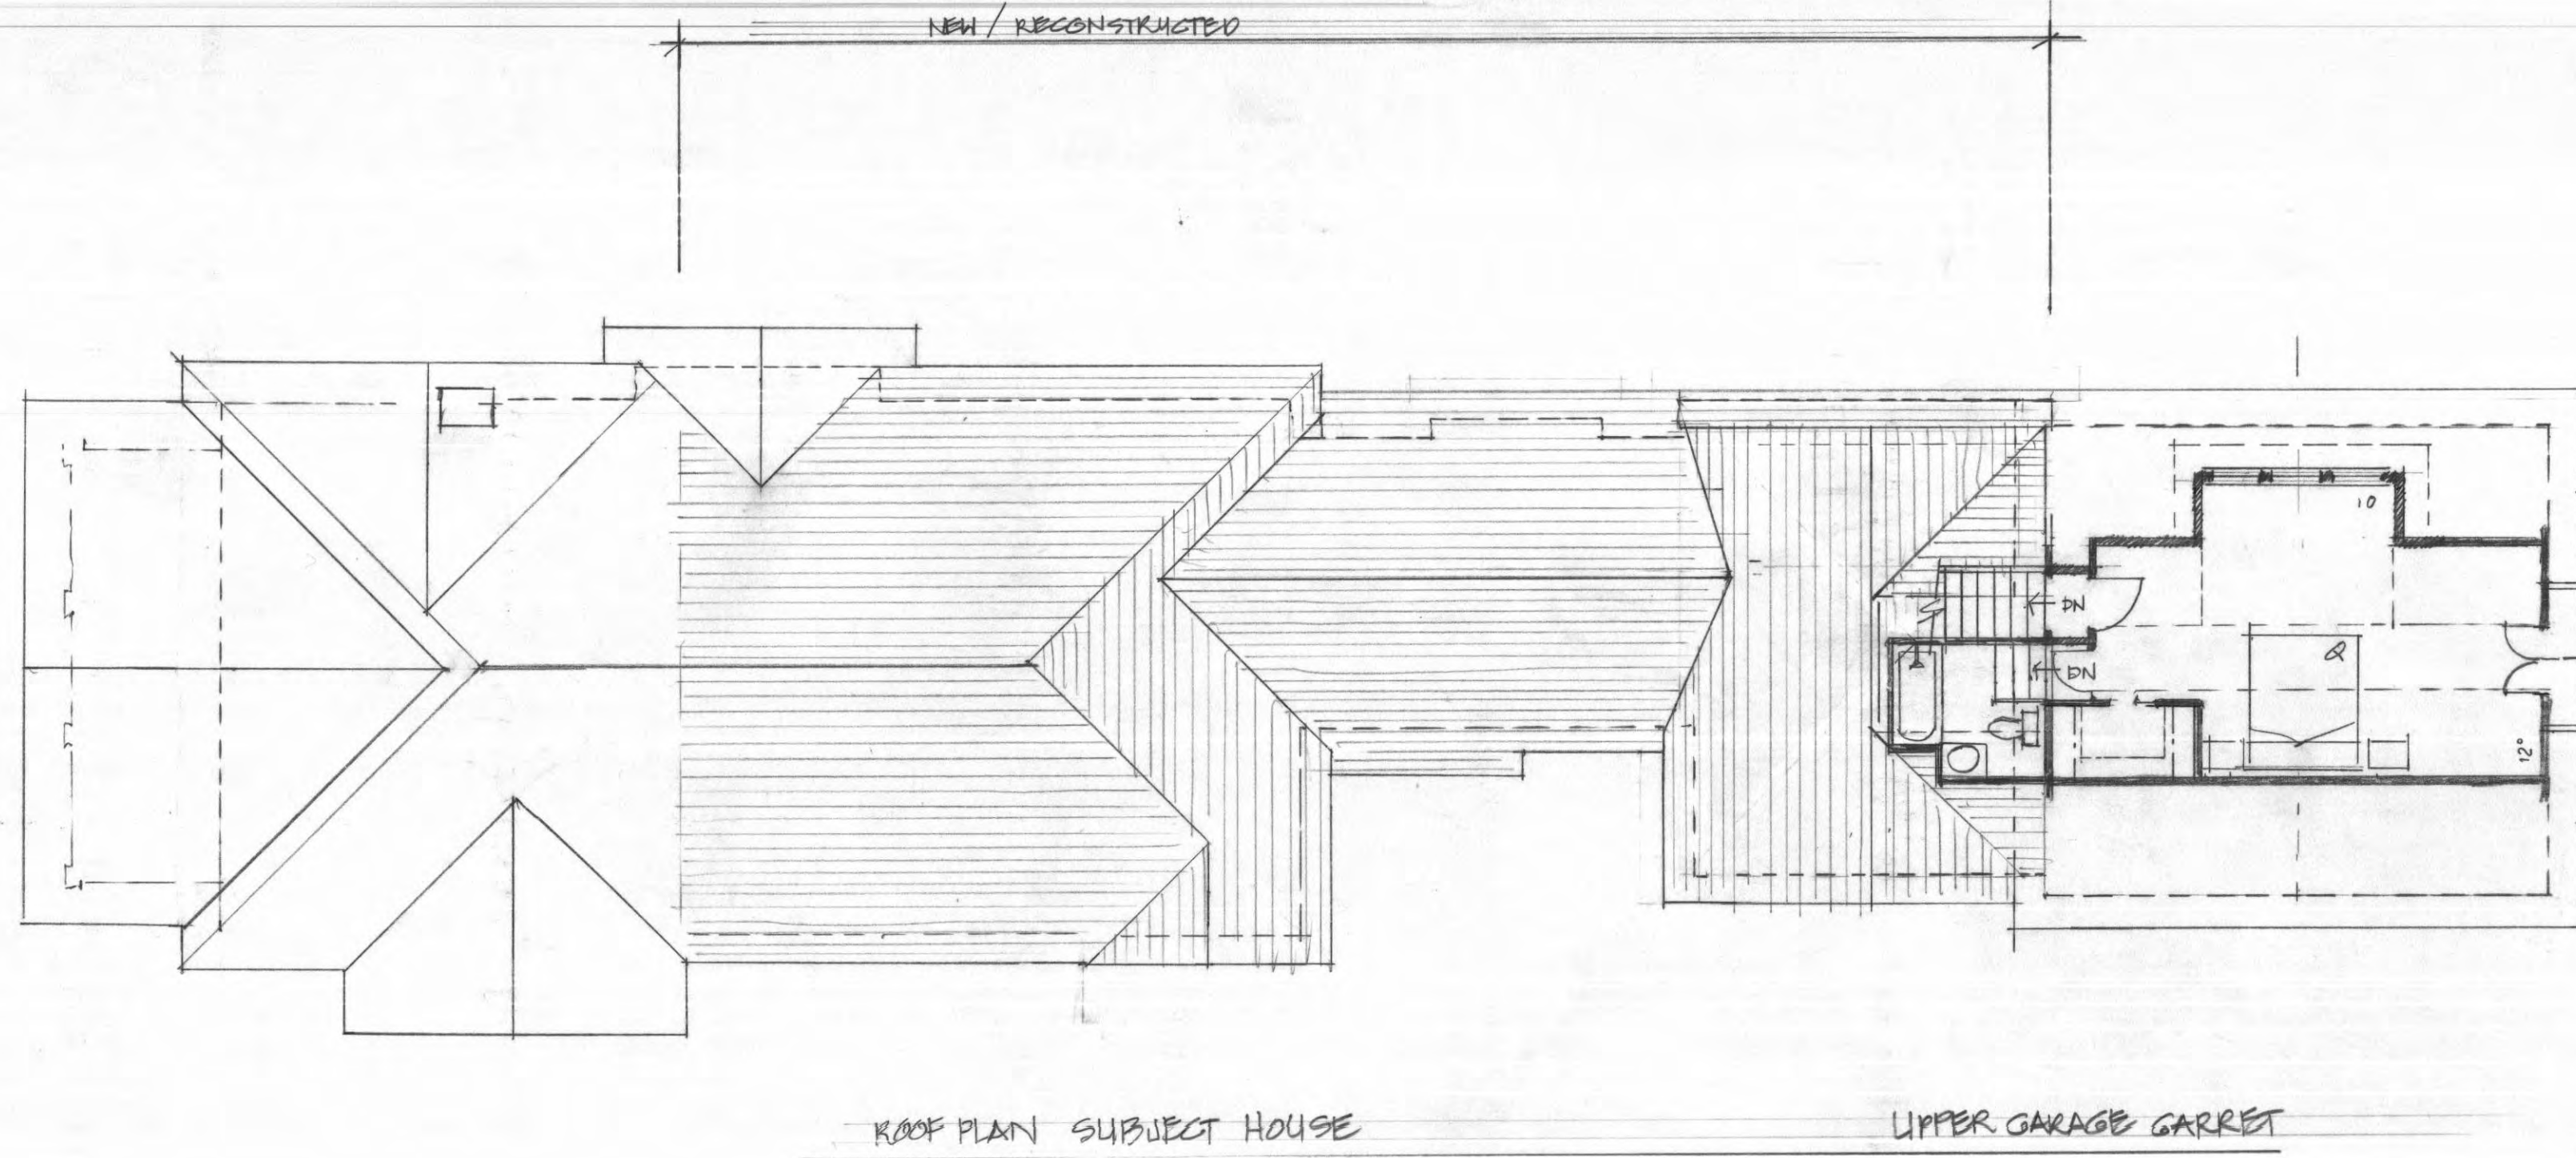 NEW / RECONSTRUCTED
10
DN
DN
Q
12°
ROOF PLAN SUBJECT HOUSE
UPPER GARAGE GARRET